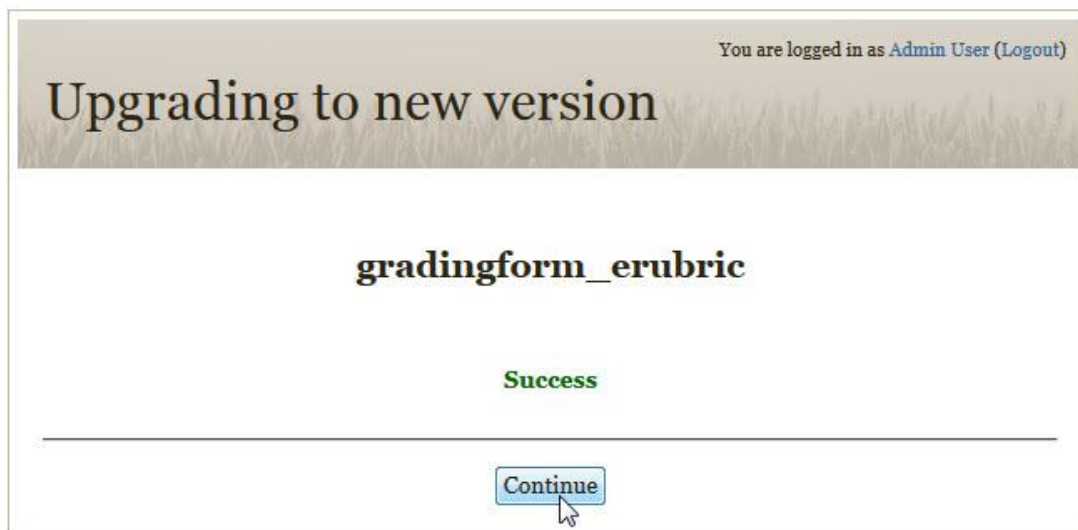 You are logged in as Admin User (Logout)
Upgrading to new version
gradingform_erubric
Success
Continue